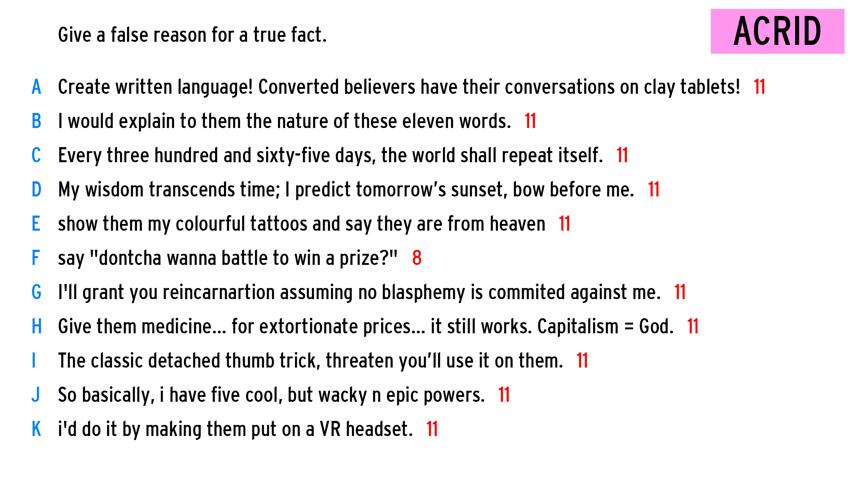 Give a false reason for a true fact.
ACRID
A Create written language! Converted believers have their conversations on clay tablets! 11
B I would explain to them the nature of these eleven words. 11
C Every three hundred and sixty-five days, the world shall repeat itself. 11
D My wisdom transcends time; I predict tomorrow's sunset, bow before me. 11
E show them my colourful tattoos and say they are from heaven 11
F say "dontcha wanna battle to win a prize?" 8
G I'll grant you reincarnartion assuming no blasphemy is commited against me. 11
H Give them medicine... for extortionate prices... it still works. Capitalism = God. 11
I The classic detached thumb trick, threaten you'll use it on them. 11
J So basically, i have five cool, but wacky n epic powers. 11
K i'd do it by making them put on a VR headset. 11